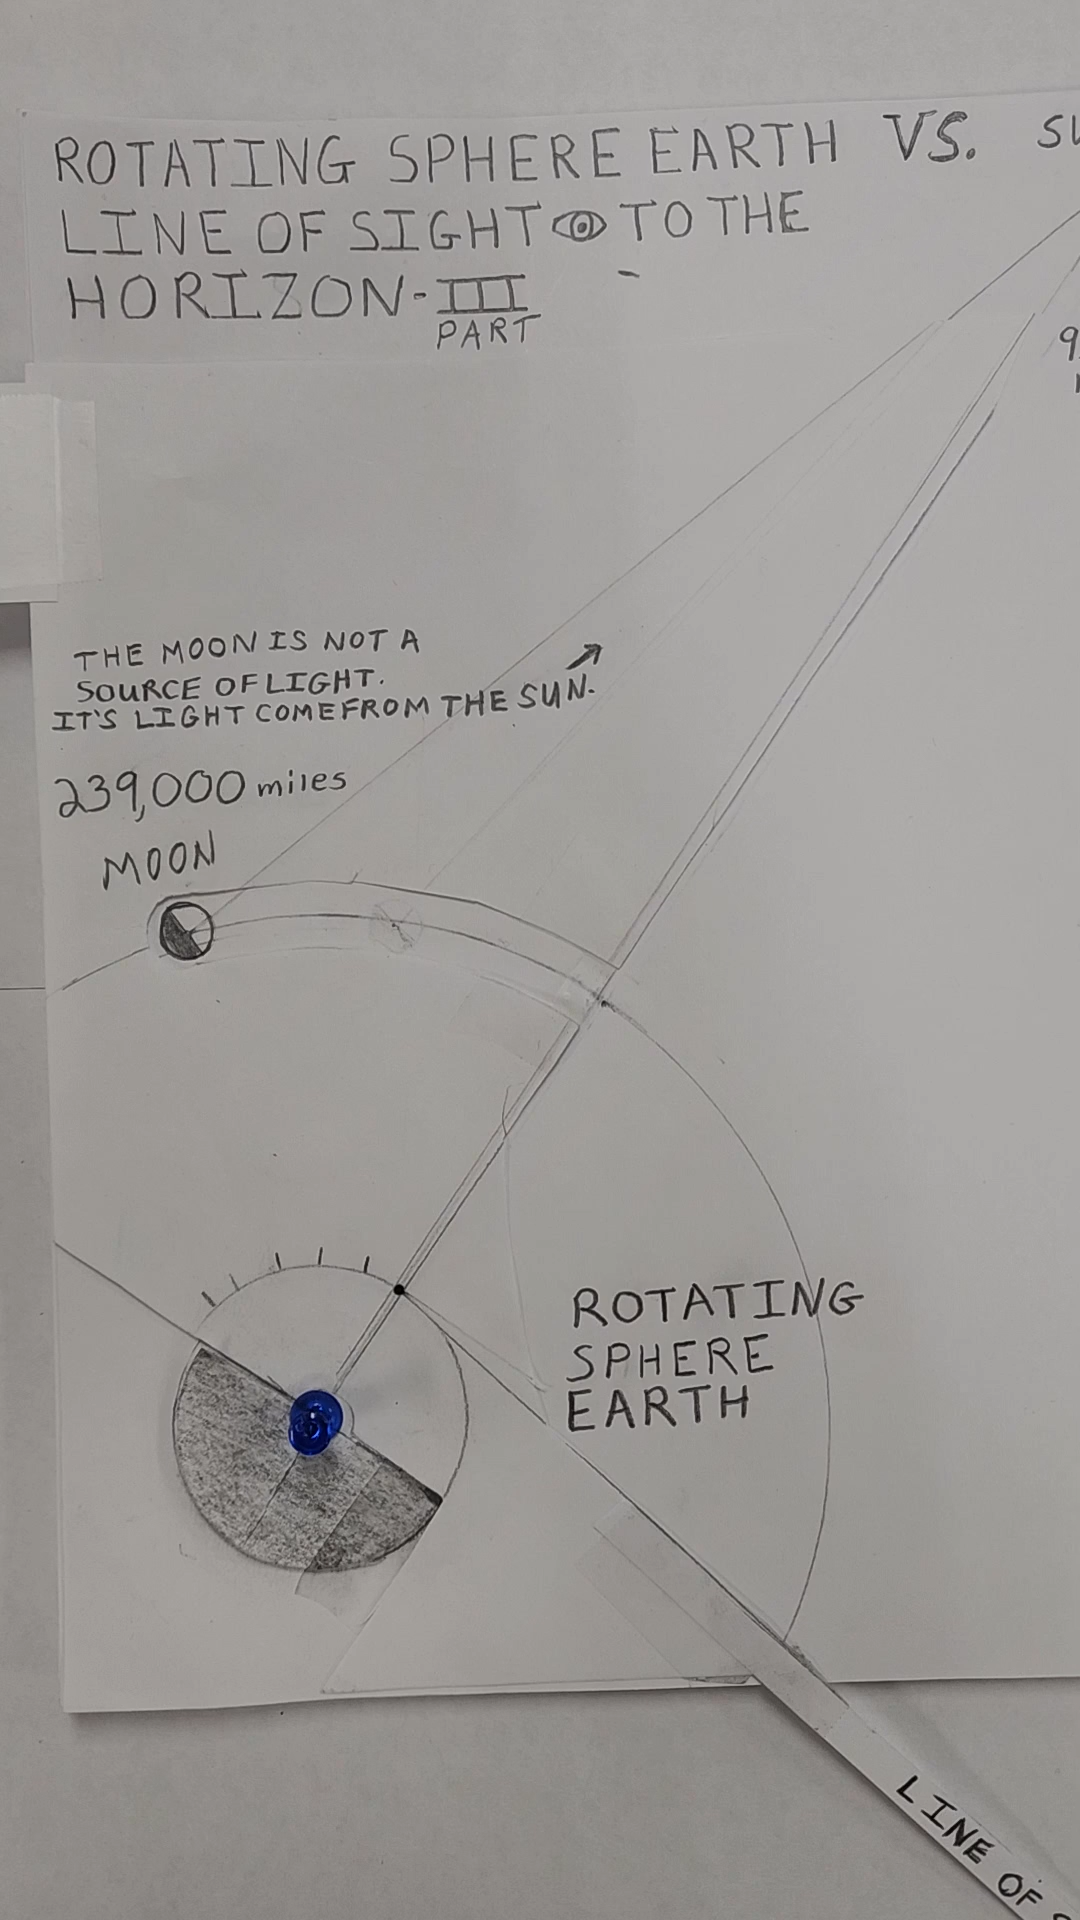 ROTATING SPHERE EARTH VS. SU
LINE OF SIGHT TO THE
HORIZON - III
PART
THE MOON IS NOT A
SOURCE OF LIGHT.
IT'S LIGHT COME FROM THE SUN.
239,000 miles
MOON
ROTATING
SPHERE
EARTH
LINE OF